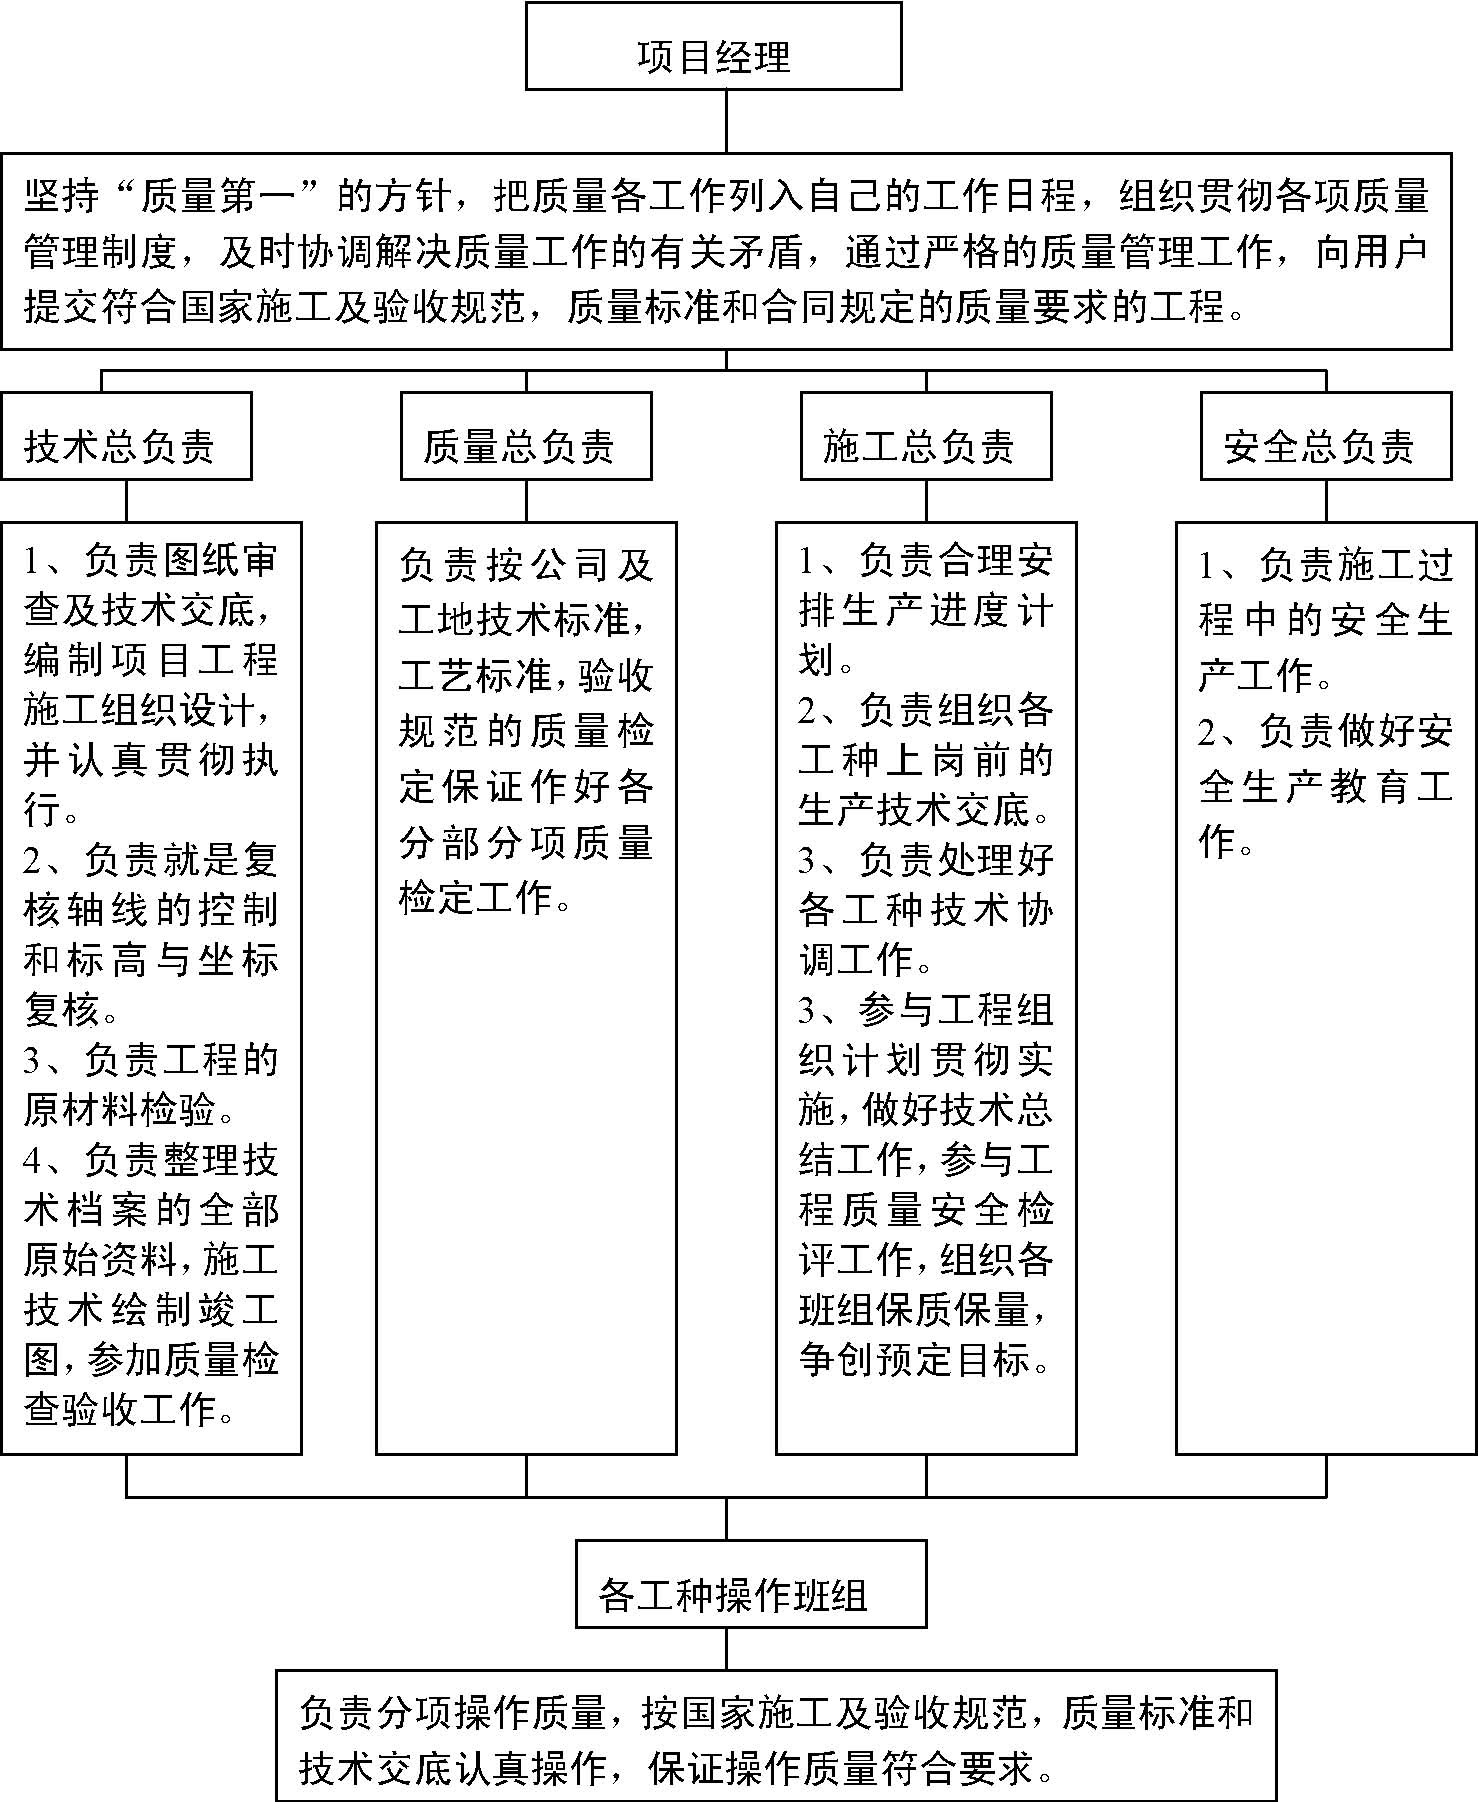 项目经理
坚持“质量第一”的方针，把质量各工作列入自己的工作日程，组织贯彻各项质量
管理制度，及时协调解决质量工作的有关矛盾，通过严格的质量管理工作，向用户
提交符合国家施工及验收规范，质量标准和合同规定的质量要求的工程。
技术总负责
质量总负责
施工总负责
安全总负责
1、负责图纸审
查及技术交底，
编制项目工程
施工组织设计，
并认真贯彻执
行。
2、负责就是复
核轴线的控制
和标高与坐标
复核。
3、负责工程的
原材料检验。
4、负责整理技
术档案的全部
原始资料，施工
技术绘制竣工
图，参加质量检
查验收工作。
负责按公司及
工地技术标准，
工艺标准，验收
规范的质量检
定保证作好各
分部分项质量
检定工作。
1、负责合理安
排生产进度计
划。
2、负责组织各
工种上岗前的
生产技术交底。
3、负责处理好
各工种技术协
调工作。
3、参与工程组
织计划贯彻实
施，做好技术总
结工作，参与工
程质量安全检
评工作，组织各
班组保质保量，
争创预定目标。
1、负责施工过
程中的安全生
产工作。
2、负责做好安
全生产教育工
作。
各工种操作班组
负责分项操作质量，按国家施工及验收规范，质量标准和
技术交底认真操作，保证操作质量符合要求。